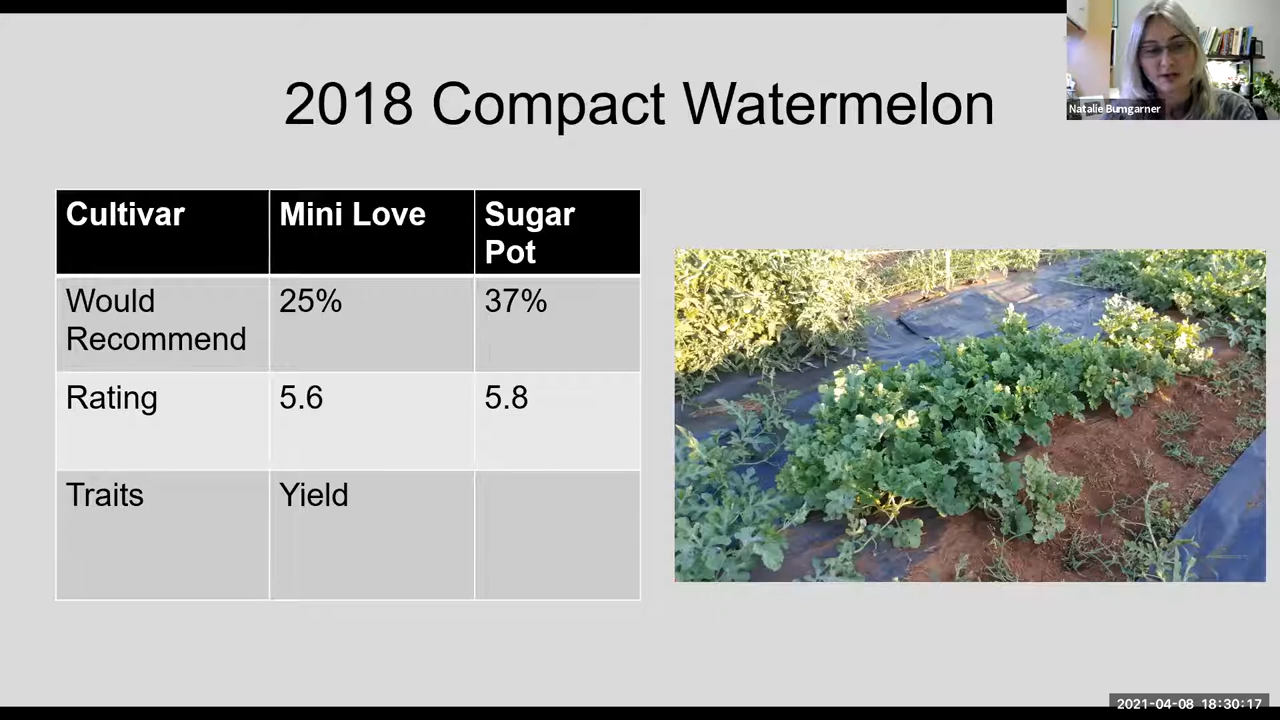 2018 Compact Watermelon
Natalie Bumgarner
Cultivar
Mini Love
Sugar
Pot
Would
Recommend
25%
37%
Rating
5.6
5.8
Traits
Yield
2021-04-08 18:30:17